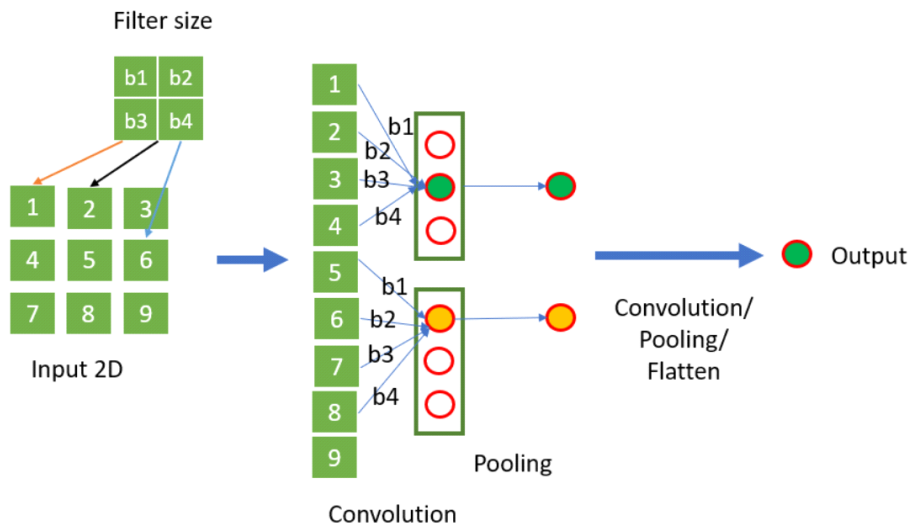 Filter size
b1 b2
b3 b4
1 2 3
4 5 6
7 8 9
Input 2D
1
2
3
4
5
6
7
8
9
b1
b2
b3
b4
b1
b2
b3
b4
Convolution
Pooling
Convolution/
Pooling/
Flatten
Output